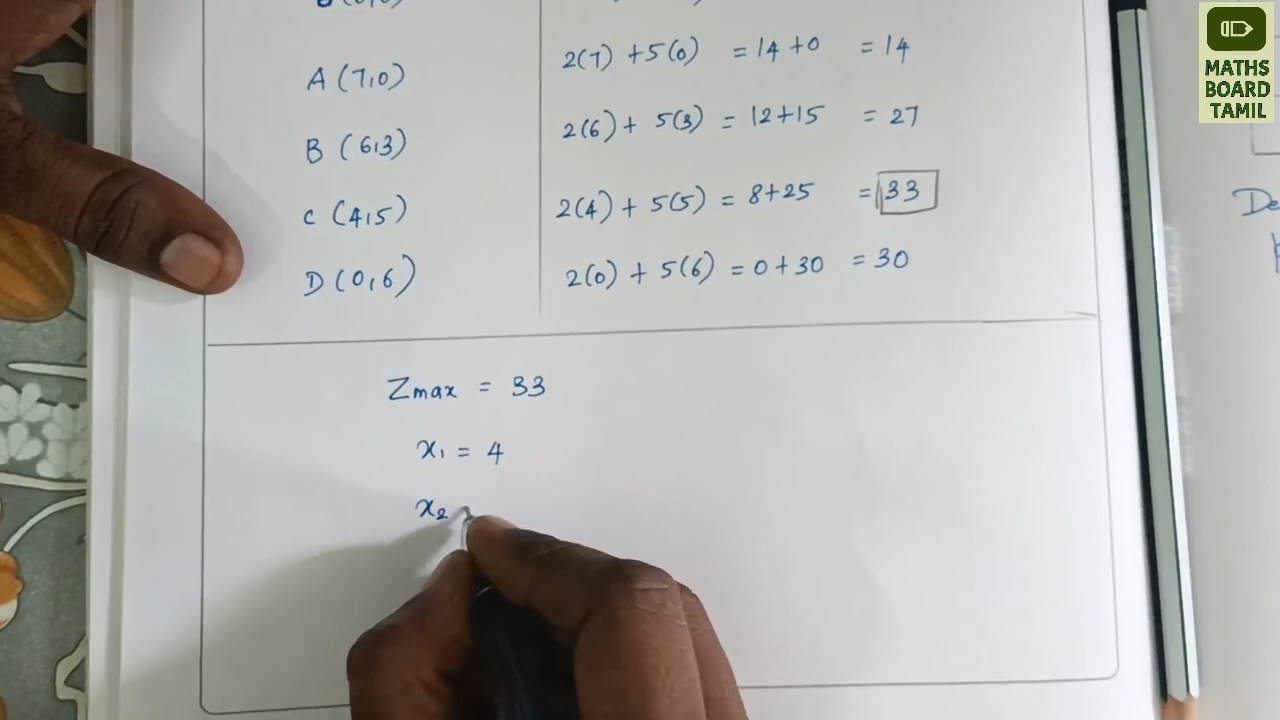 A (7,0) 2(7) + 5(0) = 14 + 0 = 14
B (6,3) 2(6) + 5(3) = 12 + 15 = 27
C (4,5) 2(4) + 5(5) = 8 + 25 = 33
D (0,6) 2(0) + 5(6) = 0 + 30 = 30
Zmax = 33
x₁ = 4
x₂
MATHS
BOARD
TAMIL
De